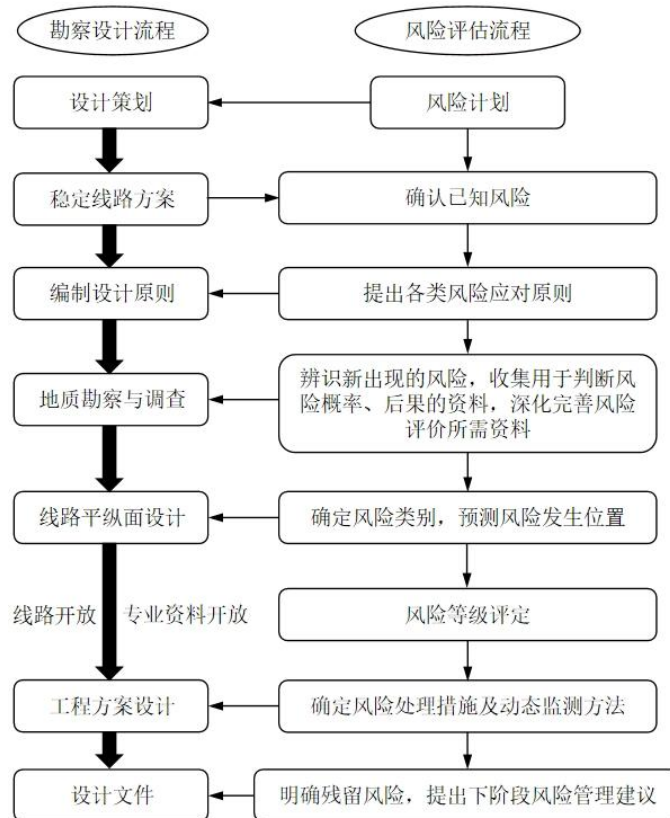 勘察设计流程
风险评估流程
设计策划
风险计划
稳定线路方案
确认已知风险
编制设计原则
提出各类风险应对原则
地质勘察与调查
辨识新出现的风险，收集用于判断风
险概率、后果的资料，深化完善风险
评价所需资料
线路平纵面设计
确定风险类别，预测风险发生位置
线路开放
专业资料开放
风险等级评定
工程方案设计
确定风险处理措施及动态监测方法
设计文件
明确残留风险，提出下阶段风险管理建议